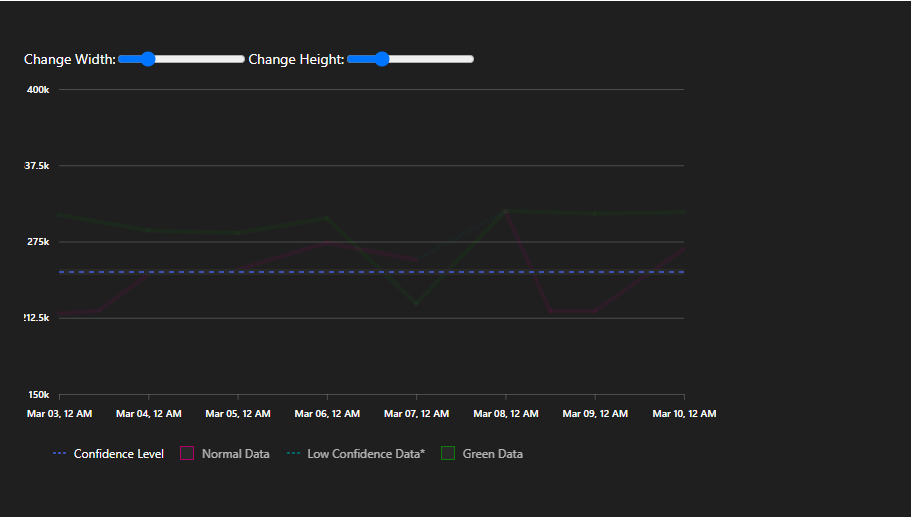 Change Width: Change Height:
400k
37.5k
275k
212.5k
150k
Mar 03, 12 AM Mar 04, 12 AM Mar 05, 12 AM Mar 06, 12 AM Mar 07, 12 AM Mar 08, 12 AM Mar 09, 12 AM Mar 10, 12 AM
Confidence Level Normal Data Low Confidence Data* Green Data